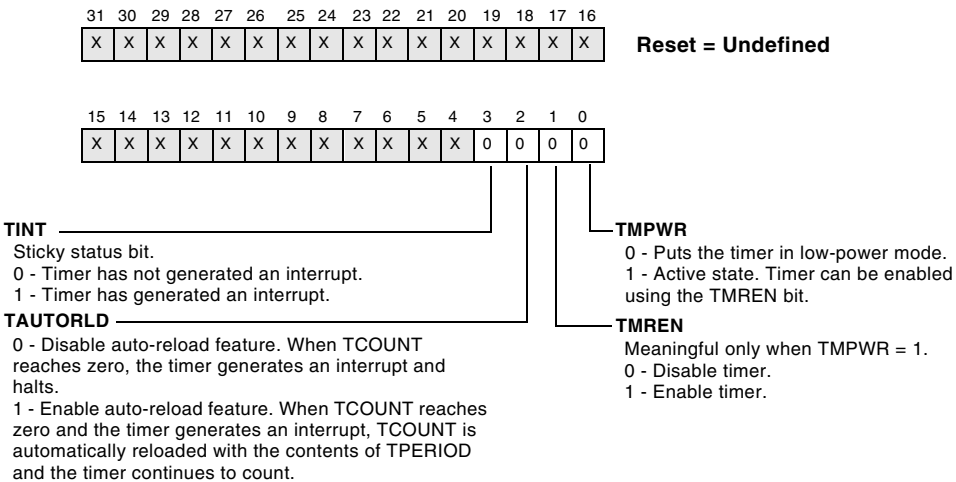 31 30 29 28 27 26 25 24 23 22 21 20 19 18 17 16
X X X X X X X X X X X X X X X X
Reset = Undefined
15 14 13 12 11 10 9 8 7 6 5 4 3 2 1 0
X X X X X X X X X X X X 0 0 0 0
TINT
Sticky status bit.
0 - Timer has not generated an interrupt.
1 - Timer has generated an interrupt.
TAUTORLD
0 - Disable auto-reload feature. When TCOUNT
reaches zero, the timer generates an interrupt and
halts.
1 - Enable auto-reload feature. When TCOUNT reaches
zero and the timer generates an interrupt, TCOUNT is
automatically reloaded with the contents of TPERIOD
and the timer continues to count.
TMPWR
0 - Puts the timer in low-power mode.
1 - Active state. Timer can be enabled
using the TMREN bit.
TMREN
Meaningful only when TMPWR = 1.
0 - Disable timer.
1 - Enable timer.